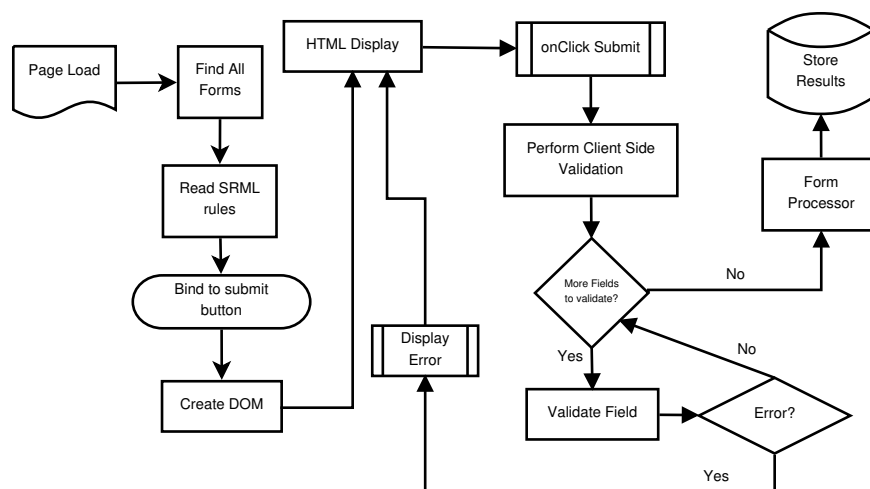 Page Load
Find All
Forms
Read SRML
rules
Bind to submit
button
Create DOM
HTML Display
Display
Error
onClick Submit
Perform Client Side
Validation
More Fields
to validate?
Yes
No
Validate Field
Error?
No
Yes
Form
Processor
Store
Results